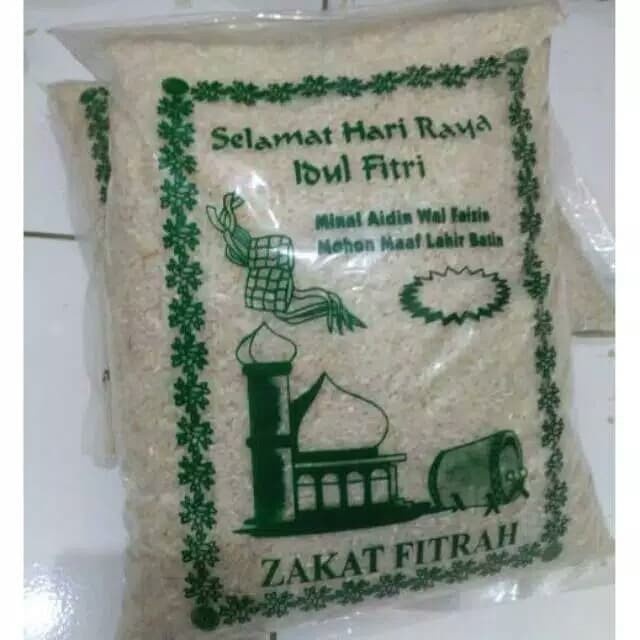 Selamat Hari Raya
Idul Fitri
Minal Aidin Wal Faizin
Mohon Maaf Lahir Batin
ZAKAT FITRAH